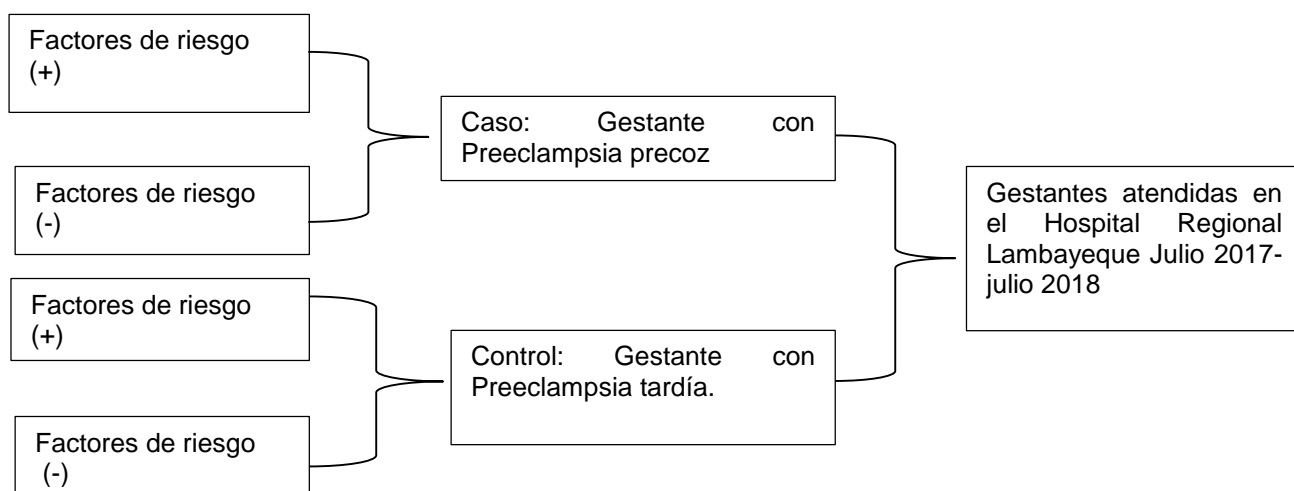 Factores de riesgo
(+)
Factores de riesgo
(-)
Factores de riesgo
(+)
Factores de riesgo
(-)
Caso: Gestante con
Preeclampsia precoz
Control: Gestante con
Preeclampsia tardía.
Gestantes atendidas en
el Hospital Regional
Lambayeque Julio 2017-
julio 2018